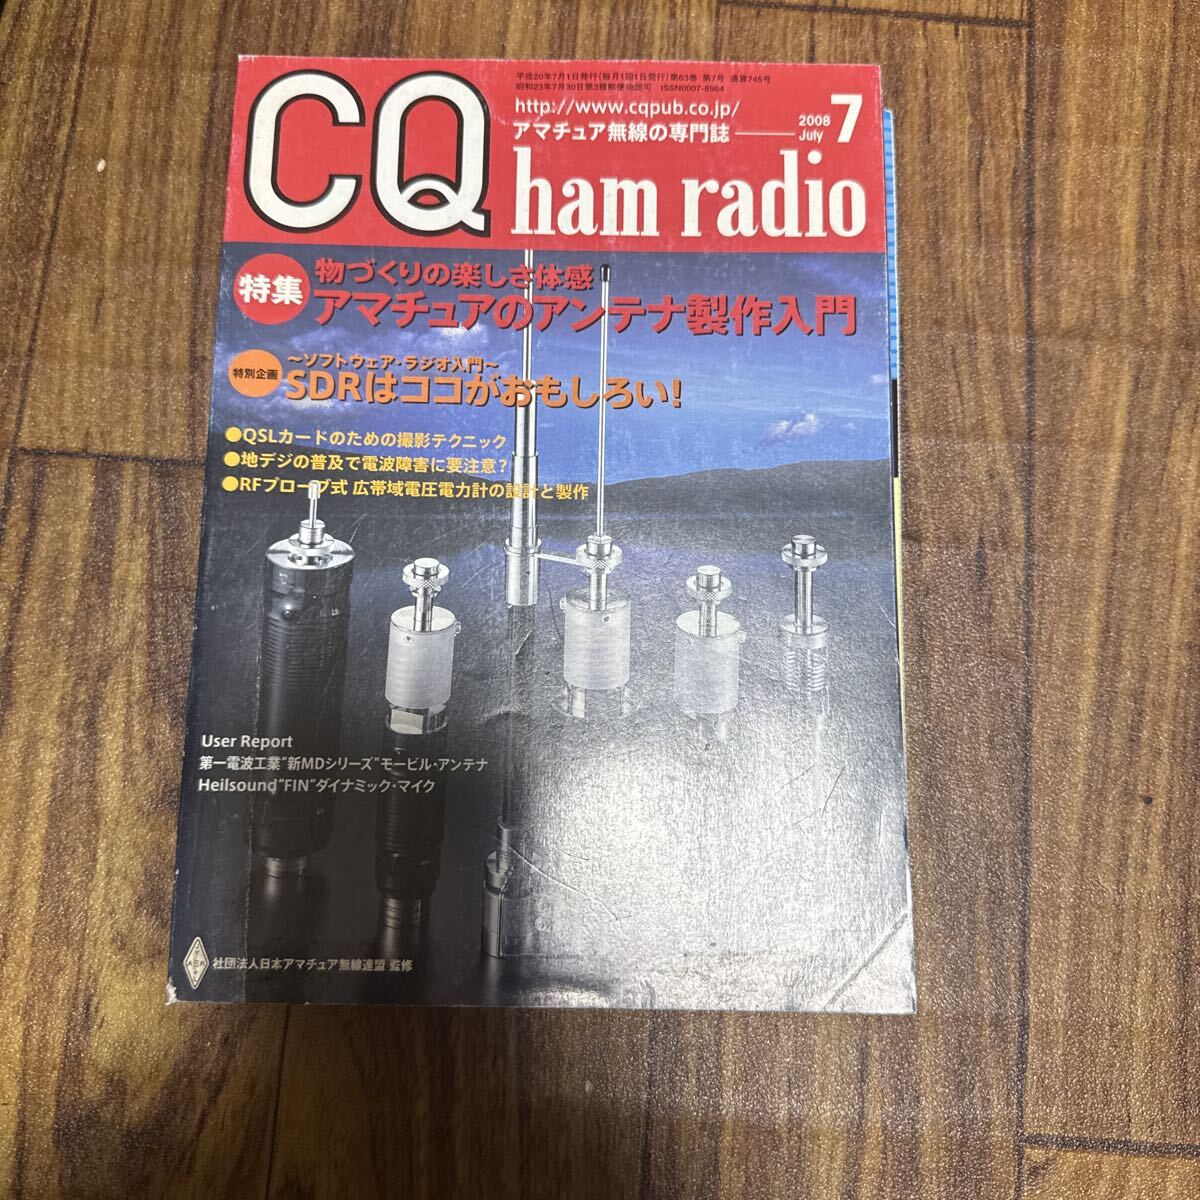 CQ
平成20年7月1日発行(毎月1回1日発行)第63巻 第7号 通算745号
昭和23年7月30日第3種郵便物認可 ISSN0007-8964
http://www.cqpub.co.jp/
アマチュア無線の専門誌
2008
July
7
ham radio
特集
物づくりの楽しさ体感
アマチュアのアンテナ製作入門
特別企画
～ソフトウェア・ラジオ入門～
SDRはココがおもしろい!
●QSLカードのための撮影テクニック
●地デジの普及で電波障害に要注意?
●RFプローブ式 広帯域電圧電力計の設計と製作
User Report
第一電波工業"新MDシリーズ"モービル・アンテナ
Heilsound"FIN"ダイナミック・マイク
社団法人日本アマチュア無線連盟 監修